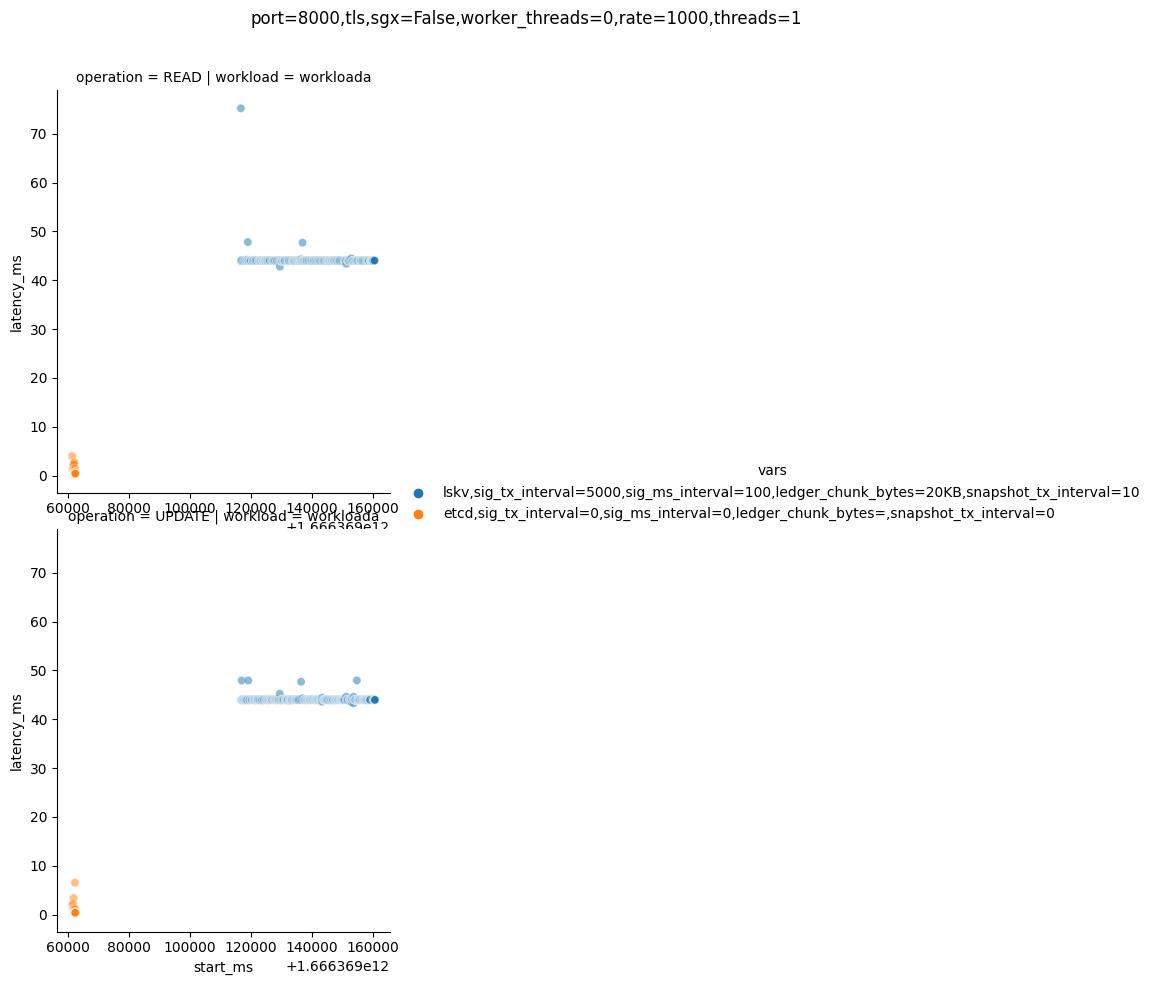 port=8000,tls,sgx=False,worker_threads=0,rate=1000,threads=1
operation = READ | workload = workloada
70
60
50
40
30
20
10
0
latency_ms
60000 80000 100000 120000 140000 160000
+1.666369e12
vars
lskv,sig_tx_interval=5000,sig_ms_interval=100,ledger_chunk_bytes=20KB,snapshot_tx_interval=10
etcd,sig_tx_interval=0,sig_ms_interval=0,ledger_chunk_bytes=,snapshot_tx_interval=0
operation = UPDATE | workload = workloada
70
60
50
40
30
20
10
0
latency_ms
60000 80000 100000 120000 140000 160000
start_ms
+1.666369e12